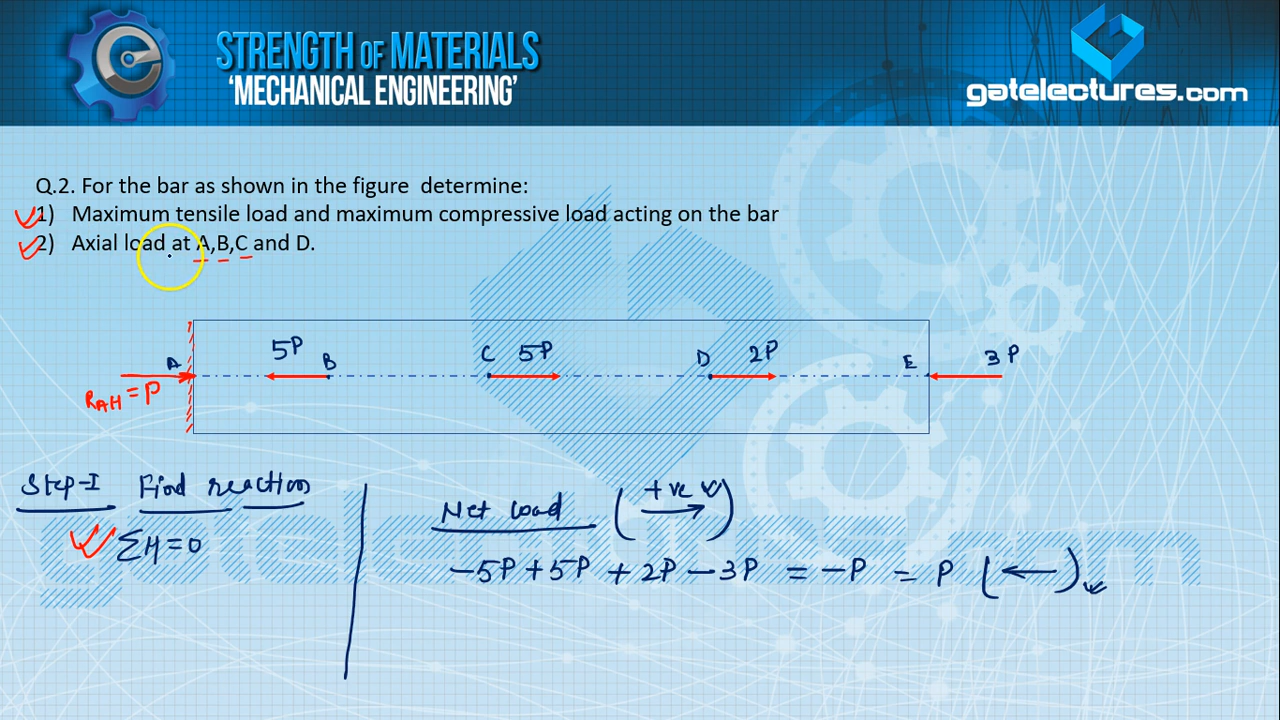 STRENGTH OF MATERIALS
'MECHANICAL ENGINEERING'
gatelectures.com
Q.2. For the bar as shown in the figure determine:
1) Maximum tensile load and maximum compressive load acting on the bar
2) Axial load at A,B,C and D.
A 5P B C 5P D 2P E 3P
RAH = P
Step-I Find reaction
ΣH=0
Net load (+ve →)
-5P+5P+2P-3P = -P = P (←)